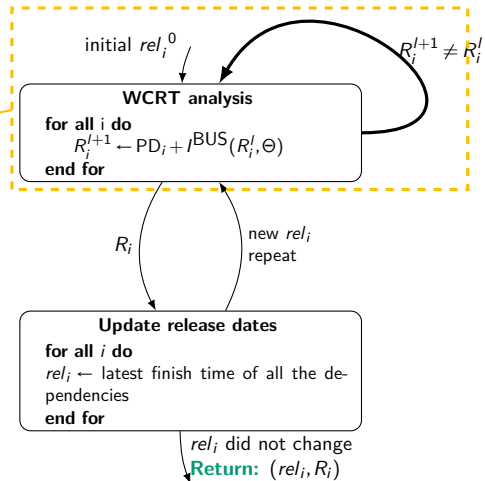 initial rel_i^0
R_i^{l+1} ≠ R_i^l
WCRT analysis
for all i do
R_i^{l+1} ← PD_i + I^{BUS}(R_i^l, Θ)
end for
R_i
new rel_i
repeat
Update release dates
for all i do
rel_i ← latest finish time of all the de-
pendencies
end for
rel_i did not change
Return: (rel_i, R_i)